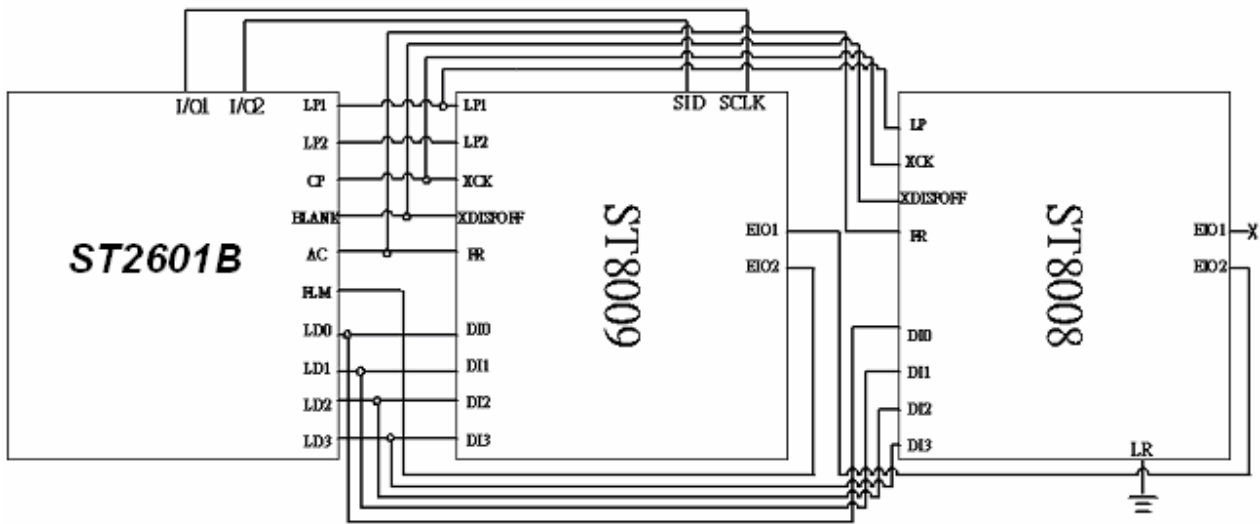 I/O1 I/O2
LP1
LP2
CP
BLANK
AC
FLM
LD0
LD1
LD2
LD3
ST2601B
SID SCLK
LP1
LP2
XCK
XDISPOFF
FR
DI0
DI1
DI2
DI3
ST8009
EIO1
EIO2
LP
XCK
XDISPOFF
FR
DI0
DI1
DI2
DI3
ST8008
EIO1 X
EIO2
LR